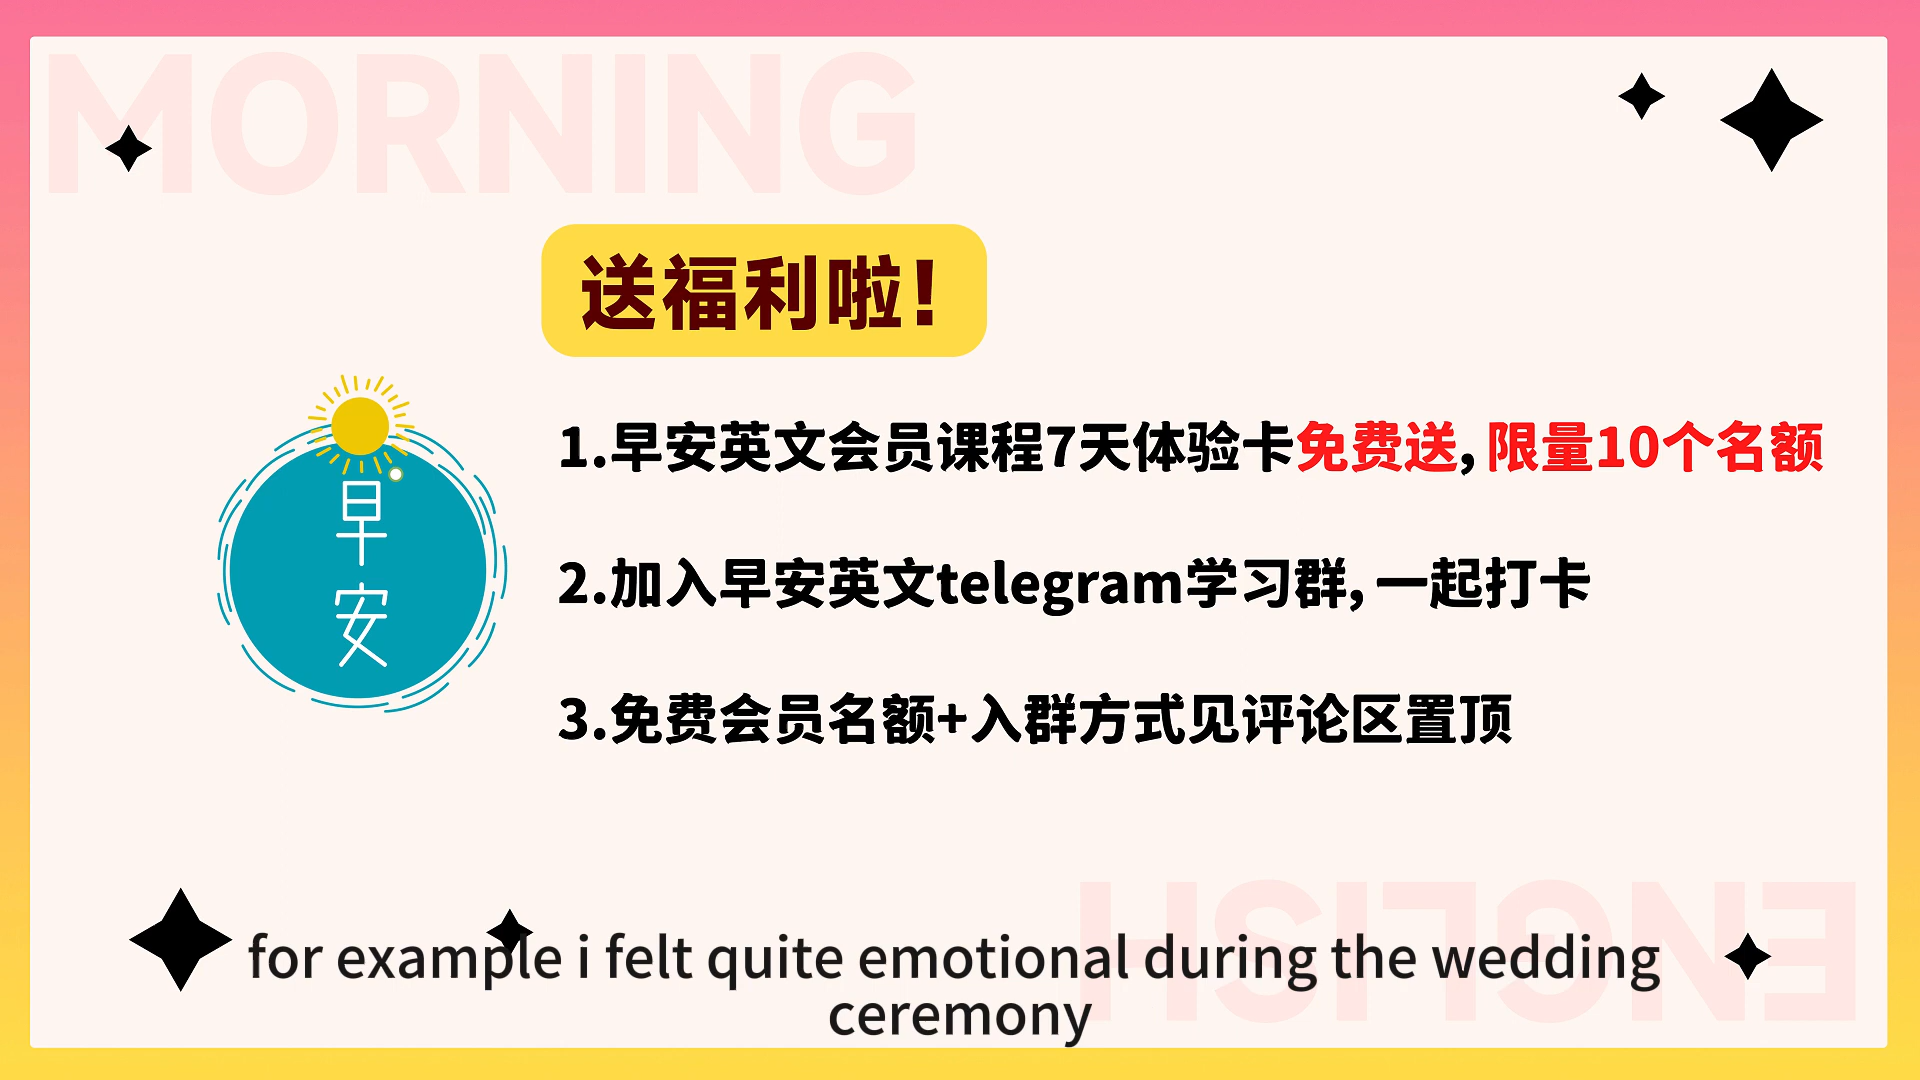 MORNING
送福利啦!
早
安
1.早安英文会员课程7天体验卡免费送,限量10个名额
2.加入早安英文telegram学习群,一起打卡
3.免费会员名额+入群方式见评论区置顶
ENGLISH
for example i felt quite emotional during the wedding
ceremony